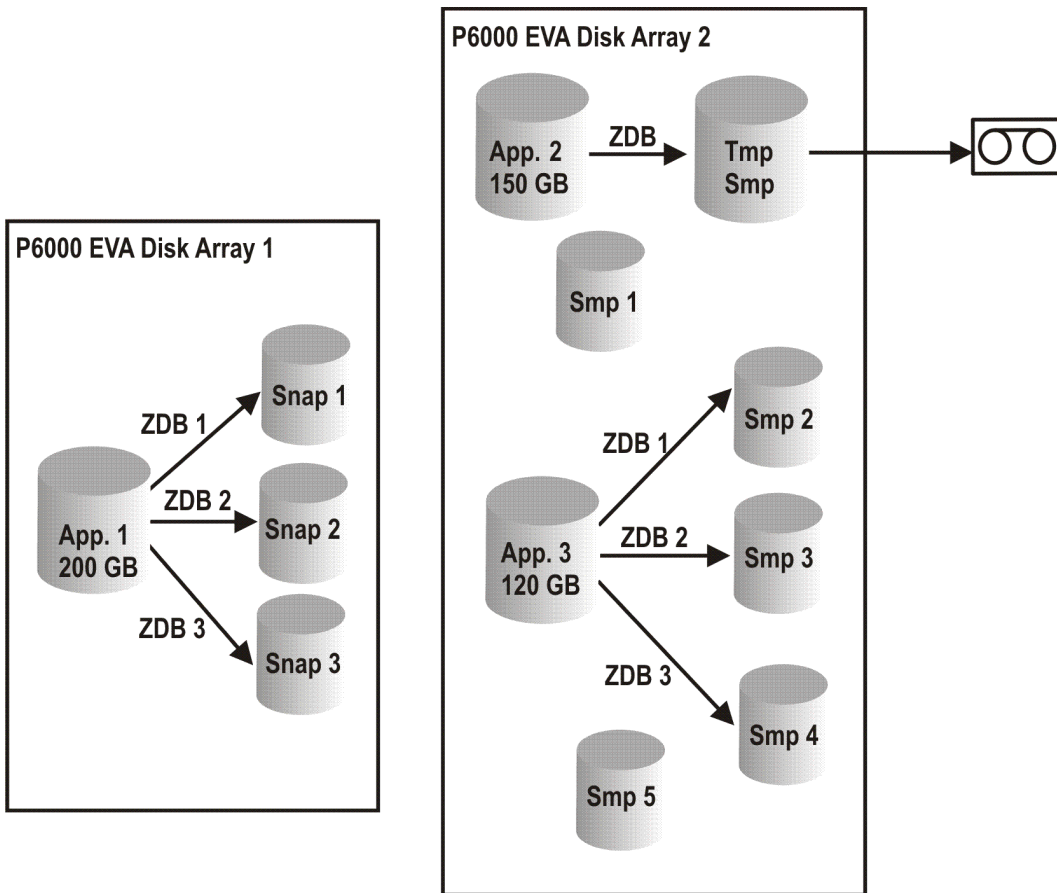 P6000 EVA Disk Array 1
App. 1
200 GB
ZDB 1
Snap 1
ZDB 2
Snap 2
ZDB 3
Snap 3
P6000 EVA Disk Array 2
App. 2
150 GB
ZDB
Tmp
Smp
Smp 1
App. 3
120 GB
ZDB 1
Smp 2
ZDB 2
Smp 3
ZDB 3
Smp 4
Smp 5